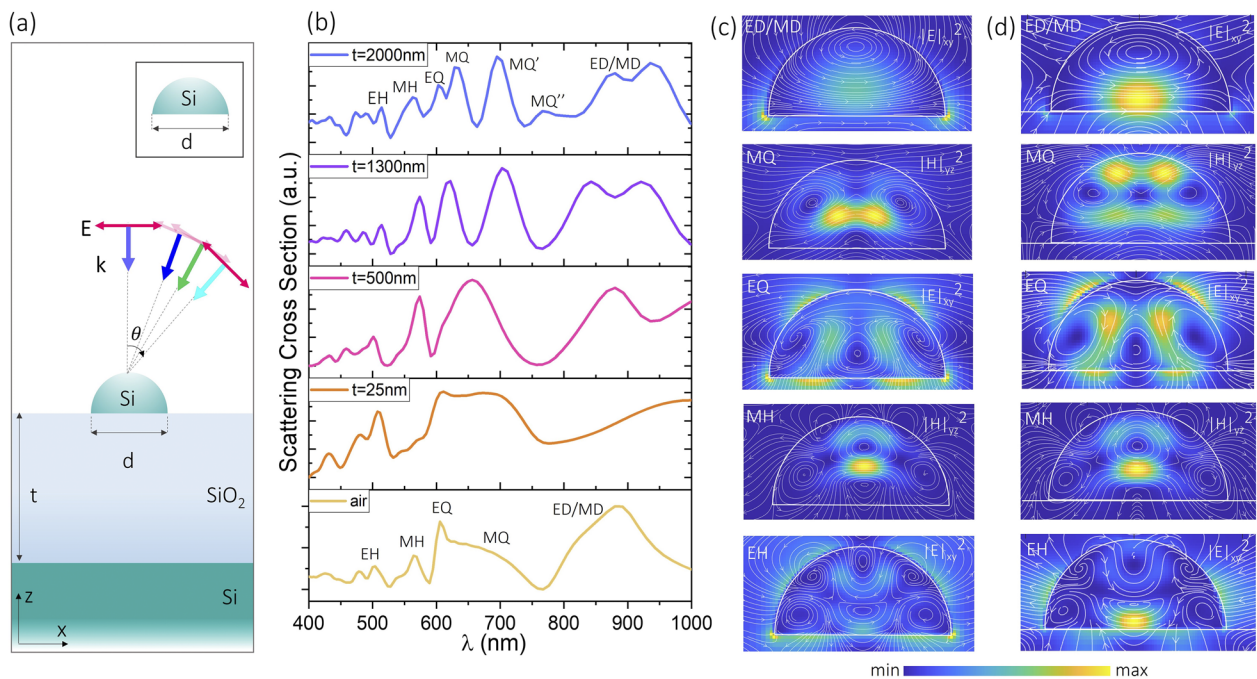 (a)
Si
d
E
k
θ
Si
d
t
SiO2
Si
z
x
(b)
Scattering Cross Section (a.u.)
t=2000nm
EH
MH
EQ
MQ
MQ'
MQ''
ED/MD
t=1300nm
t=500nm
t=25nm
air
EH
MH
EQ
MQ
ED/MD
400 500 600 700 800 900 1000
λ (nm)
(c)
ED/MD
|E|xy2
MQ
|H|yz2
EQ
|E|xy2
MH
|H|yz2
EH
|E|xy2
(d)
ED/MD
|E|xy2
MQ
|H|yz2
EQ
|E|xy2
MH
|H|yz2
EH
|E|xy2
min
max